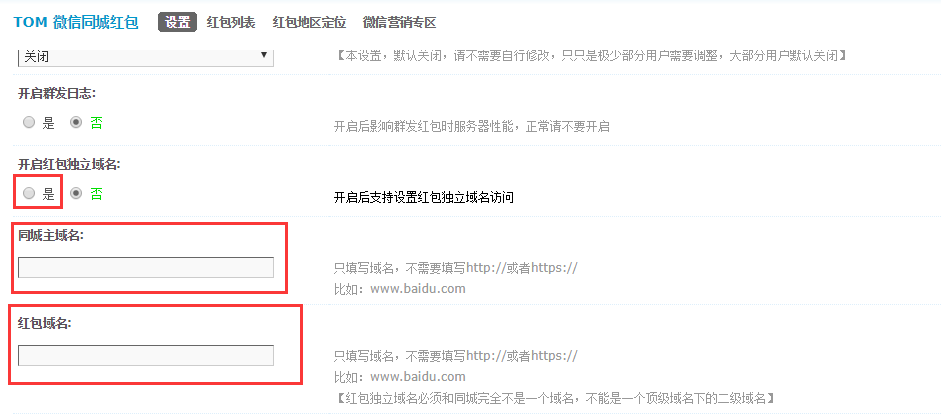 TOM 微信同城红包 设置 红包列表 红包地区定位 微信营销专区
关闭 【本设置，默认关闭，请不需要自行修改，只只是极少部分用户需要调整，大部分用户默认关闭】
开启群发日志:
是 否 开启后影响群发红包时服务器性能，正常请不要开启
开启红包独立域名:
是 否 开启后支持设置红包独立域名访问
同城主域名:
只填写域名，不需要填写http://或者https://
比如：www.baidu.com
红包域名:
只填写域名，不需要填写http://或者https://
比如：www.baidu.com
【红包独立域名必须和同城完全不是一个域名，不能是一个顶级域名下的二级域名】